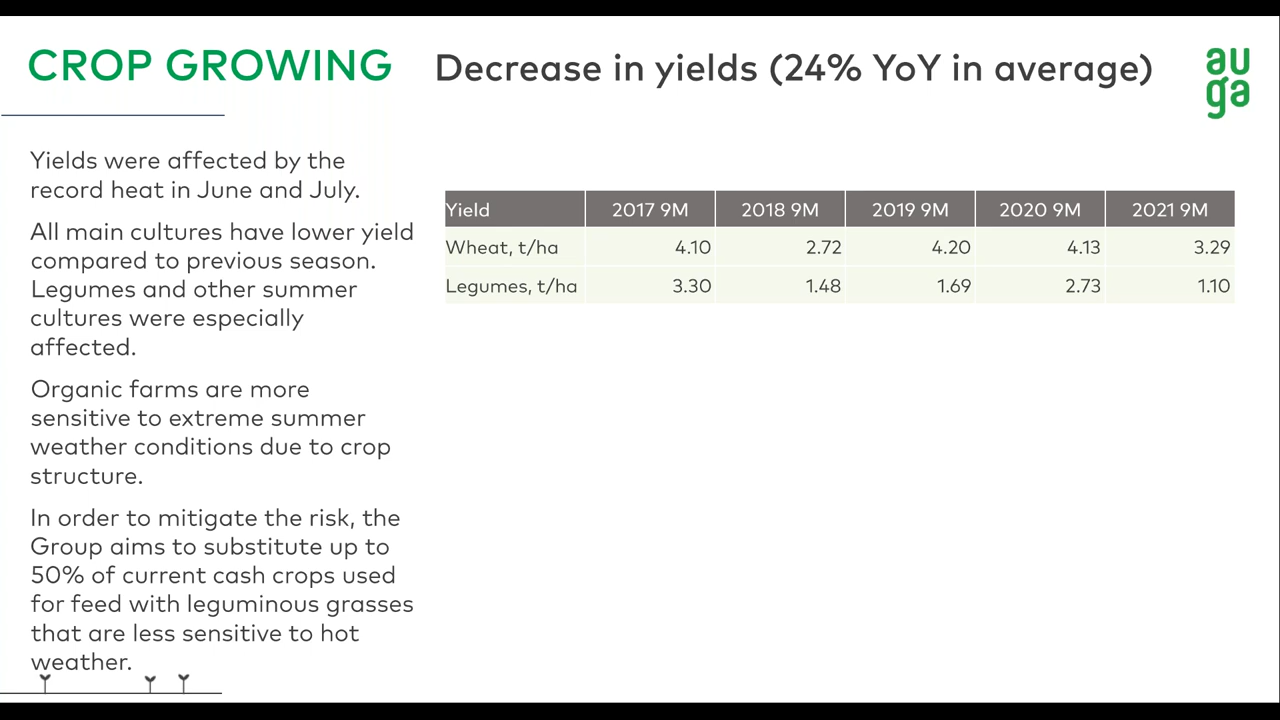 CROP GROWING
Decrease in yields (24% YoY in average)
au
ga
Yields were affected by the
record heat in June and July.
All main cultures have lower yield
compared to previous season.
Legumes and other summer
cultures were especially
affected.
Organic farms are more
sensitive to extreme summer
weather conditions due to crop
structure.
In order to mitigate the risk, the
Group aims to substitute up to
50% of current cash crops used
for feed with leguminous grasses
that are less sensitive to hot
weather.
Yield 2017 9M 2018 9M 2019 9M 2020 9M 2021 9M
Wheat, t/ha 4.10 2.72 4.20 4.13 3.29
Legumes, t/ha 3.30 1.48 1.69 2.73 1.10